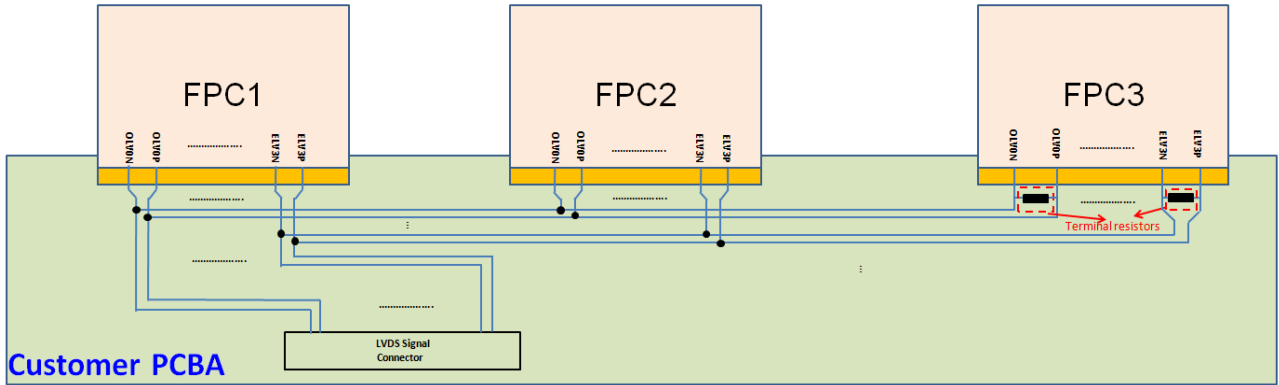 FPC1
FPC2
FPC3
OLV0N
OLV0P
..................
ELV3N
ELV3P
OLV0N
OLV0P
..................
ELV3N
ELV3P
OLV0N
OLV0P
..................
ELV3N
ELV3P
..................
..................
..................
Terminal resistors
..................
..................
LVDS Signal
Connector
Customer PCBA